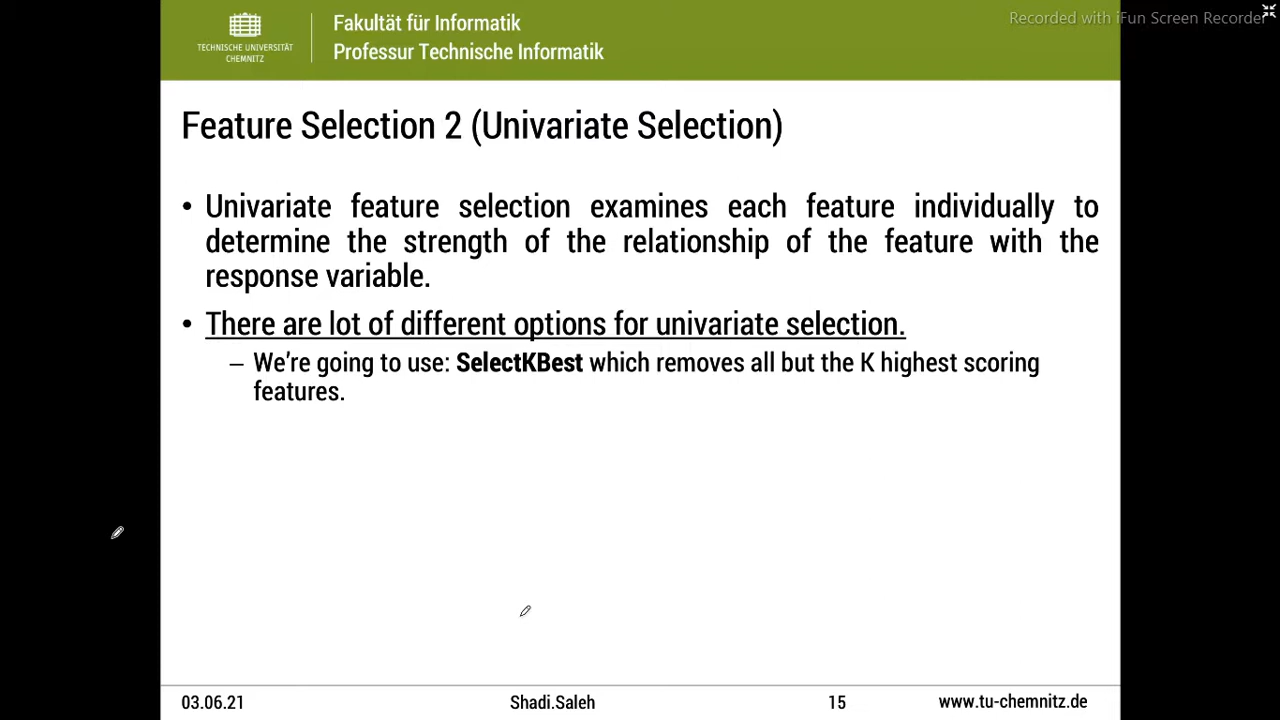 Recorded with iFun Screen Recorder
TECHNISCHE UNIVERSITÄT
CHEMNITZ
Fakultät für Informatik
Professur Technische Informatik
Feature Selection 2 (Univariate Selection)
• Univariate feature selection examines each feature individually to
determine the strength of the relationship of the feature with the
response variable.
• There are lot of different options for univariate selection.
– We’re going to use: SelectKBest which removes all but the K highest scoring
features.
03.06.21
Shadi.Saleh
15
www.tu-chemnitz.de